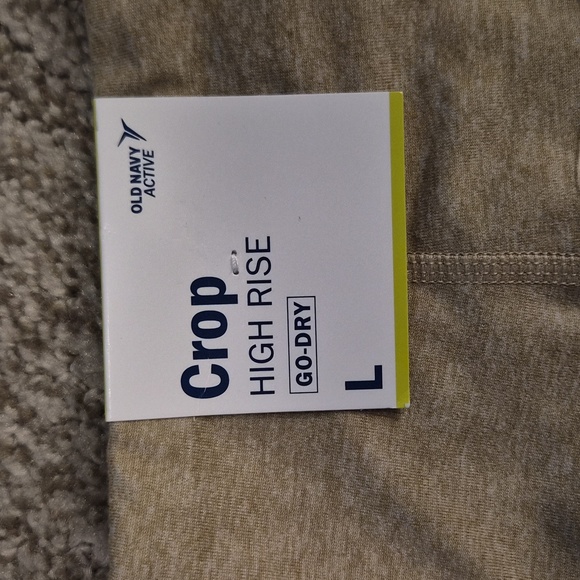 OLD NAVY
ACTIVE
Crop
HIGH RISE
GO-DRY
L